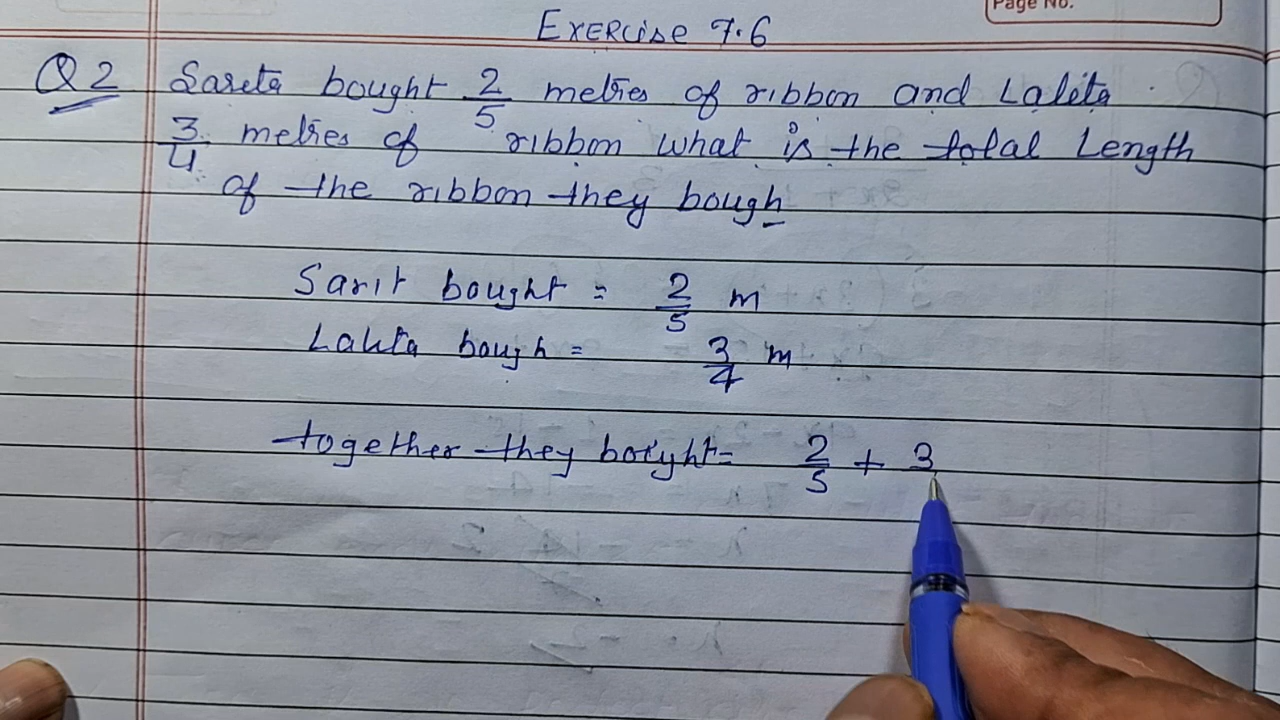 Page No.
Exercise 7.6
Q2 Sareta bought 2/5 metres of ribbon and Lalita
3/4 metres of ribbon what is the total Length
of the ribbon they bough
Sarit bought = 2/5 m
Lalita bough = 3/4 m
together they bought = 2/5 + 3